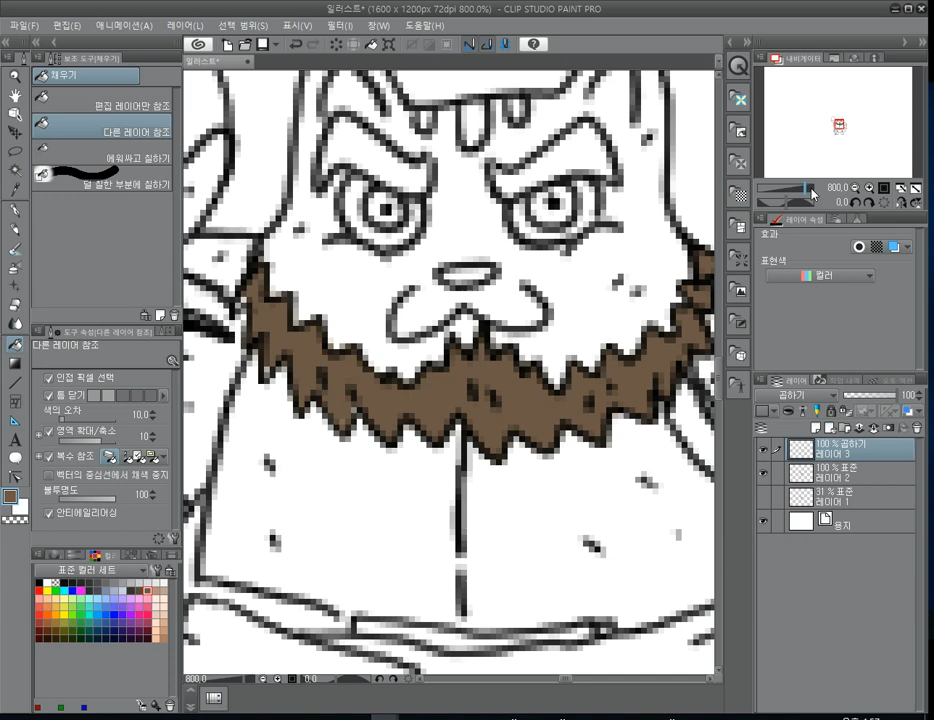 일러스트* (1600 x 1200px 72dpi 800.0%) - CLIP STUDIO PAINT PRO
파일(F) 편집(E) 애니메이션(A) 레이어(L) 선택 범위(S) 표시(V) 필터(I) 창(W) 도움말(H)
보조 도구[채우기]
일러스트*
내비게이터
채우기
편집 레이어만 참조
다른 레이어 참조
에워싸고 칠하기
덜 칠한 부분에 칠하기
800.0
0.0
레이어 속성
효과
표현색
컬러
도구 속성[다른 레이어 참조]
다른 레이어 참조
인접 픽셀 선택
틈 닫기
색의 오차 10.0
영역 확대/축소 10
복수 참조
벡터의 중심선에서 채색 중지
불투명도 100
안티에일리어싱
레이어
곱하기 100
100 % 곱하기
레이어 3
100 % 표준
레이어 2
31 % 표준
레이어 1
용지
표준 컬러 세트
800.0 0.0